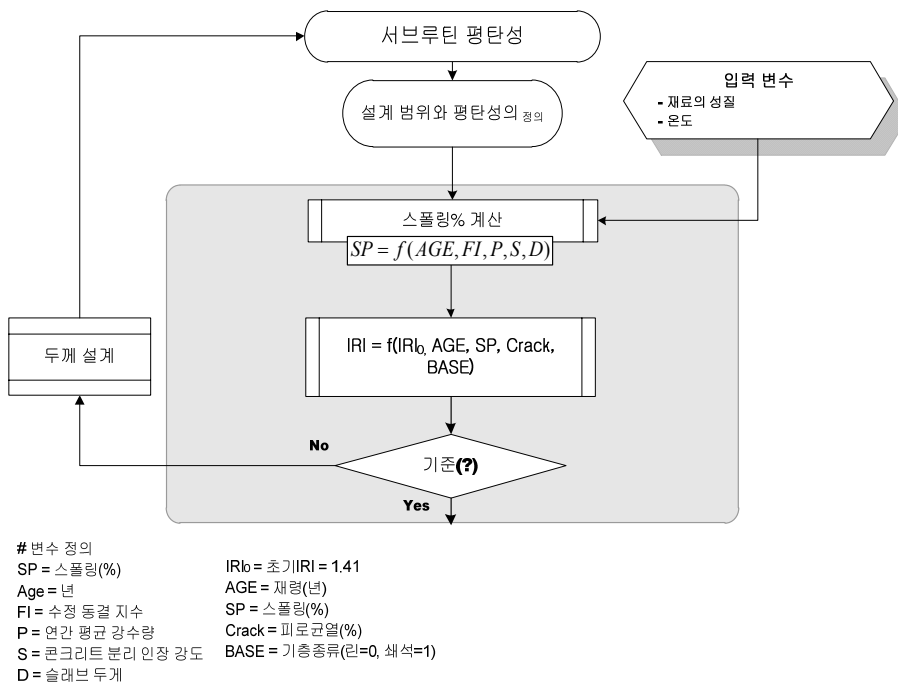 서브루틴 평탄성
설계 범위와 평탄성의 정의
입력 변수
- 재료의 성질
- 온도
스폴링% 계산
SP = f(AGE, FI, P, S, D)
IRI = f(IRI0, AGE, SP, Crack,
BASE)
두께 설계
No
기준(?)
Yes
# 변수 정의
SP = 스폴링(%)
Age = 년
FI = 수정 동결 지수
P = 연간 평균 강수량
S = 콘크리트 분리 인장 강도
D = 슬래브 두게
IRI0 = 초기IRI = 1.41
AGE = 재령(년)
SP = 스폴링(%)
Crack = 피로균열(%)
BASE = 기층종류(린=0, 쇄석=1)